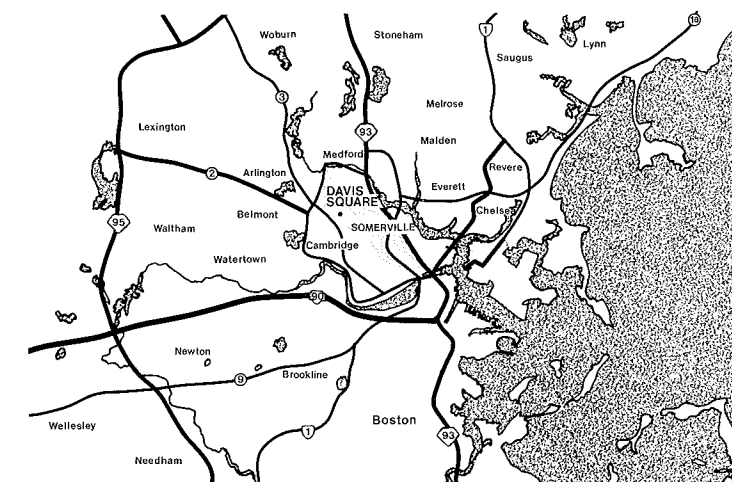 18
Woburn
Stoneham
1
Lynn
Saugus
3
Melrose
Lexington
93
Malden
Medford
2
Arlington
Revere
DAVIS
SQUARE
Everett
Belmont
Chelsea
95
Waltham
SOMERVILLE
Cambridge
Watertown
90
Newton
9
Brookline
Boston
Wellesley
1
93
Needham